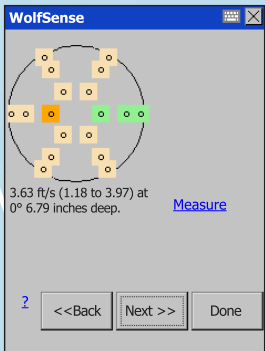 WolfSense
3.63 ft/s (1.18 to 3.97) at
0° 6.79 inches deep.
Measure
?
<<Back
Next >>
Done